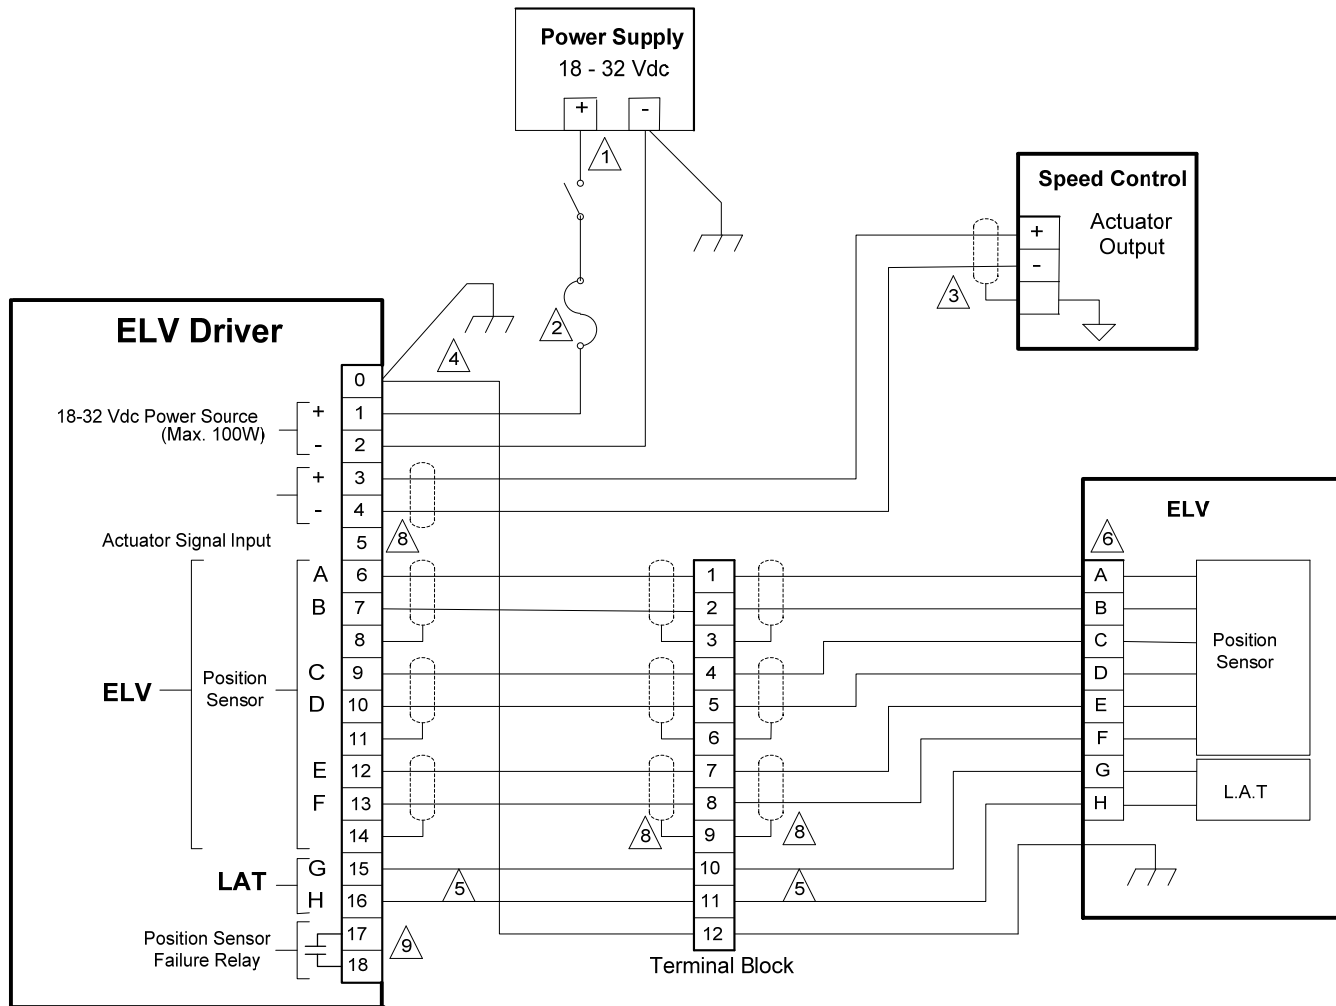 Power Supply
18 - 32 Vdc
+ -
1
Speed Control
Actuator
Output
+
-
3
2
4
ELV Driver
18-32 Vdc Power Source
(Max. 100W)
+
-
+
-
Actuator Signal Input
0
1
2
3
4
5
8
ELV
Position
Sensor
A 6
B 7
8
C 9
D 10
11
E 12
F 13
14
LAT
G 15
H 16
5
Position Sensor
Failure Relay
17
18
9
1
2
3
4
5
6
7
8
9
10
11
12
8
8
5
Terminal Block
ELV
6
A
B
C
D
E
F
G
H
Position
Sensor
L.A.T